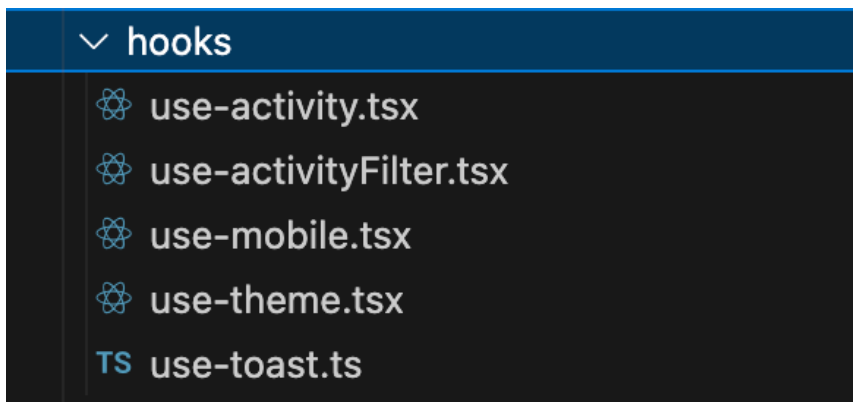 hooks
use-activity.tsx
use-activityFilter.tsx
use-mobile.tsx
use-theme.tsx
TS use-toast.ts